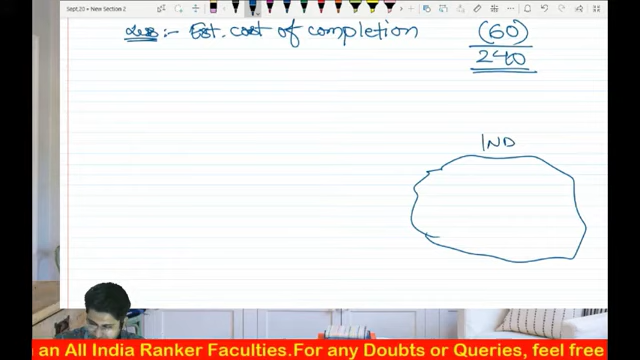 Sept.20 + New Section 2
Less :- Est. cost of completion (60)
240
IND
an All India Ranker Faculties.For any Doubts or Queries, feel free